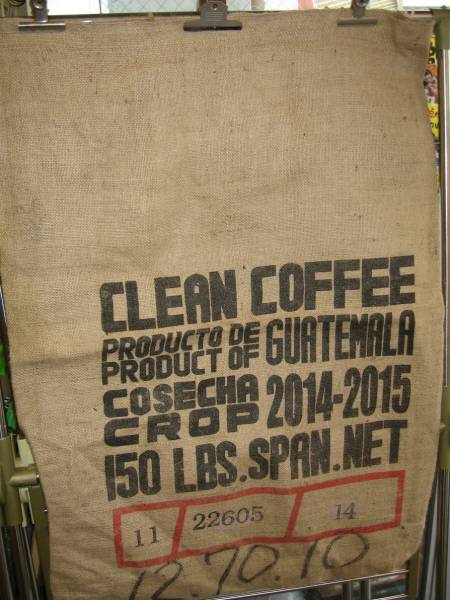 CLEAN COFFEE
PRODUCTO DE
PRODUCT OF GUATEMALA
COSECHA
CROP 2014-2015
150 LBS.SPAN.NET
11 22605 14
12.70.10